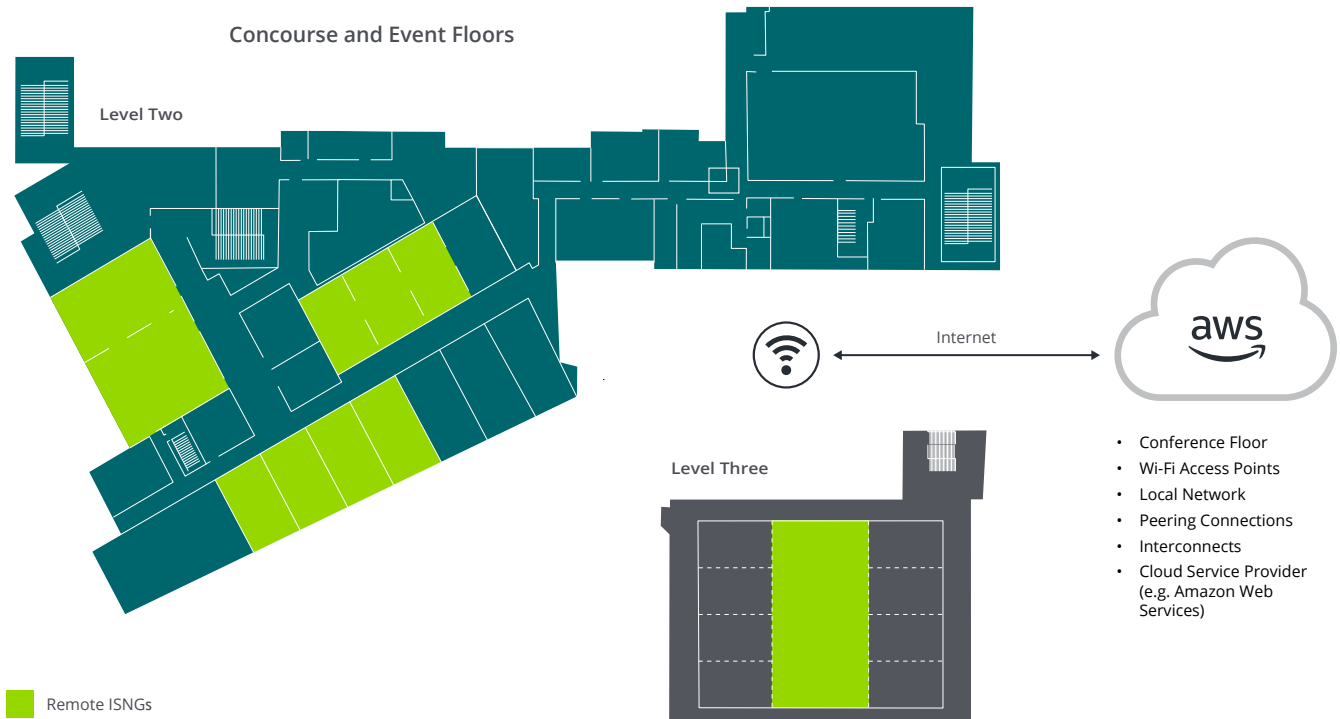 Concourse and Event Floors
Level Two
Internet
aws
Level Three
• Conference Floor
• Wi-Fi Access Points
• Local Network
• Peering Connections
• Interconnects
• Cloud Service Provider
(e.g. Amazon Web
Services)
Remote ISNGs